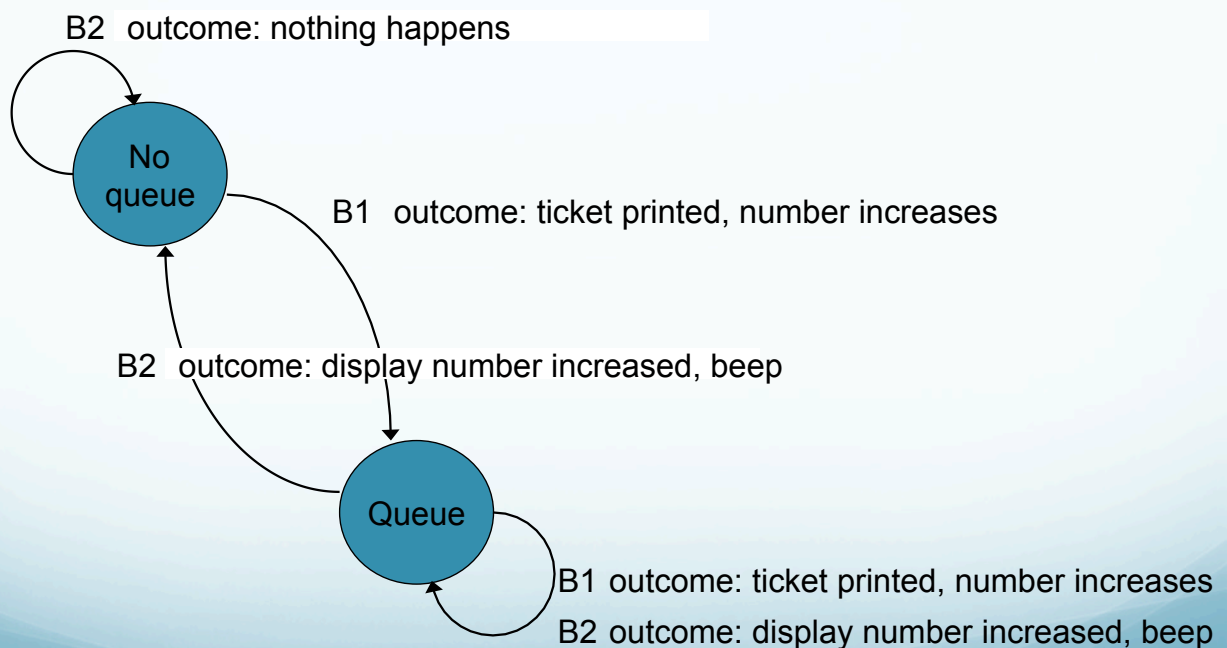 B2 outcome: nothing happens
No
queue
B1 outcome: ticket printed, number increases
B2 outcome: display number increased, beep
Queue
B1 outcome: ticket printed, number increases
B2 outcome: display number increased, beep